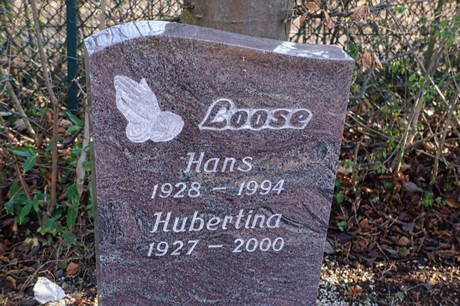 Loose
Hans
1928 - 1994
Hubertina
1927 - 2000